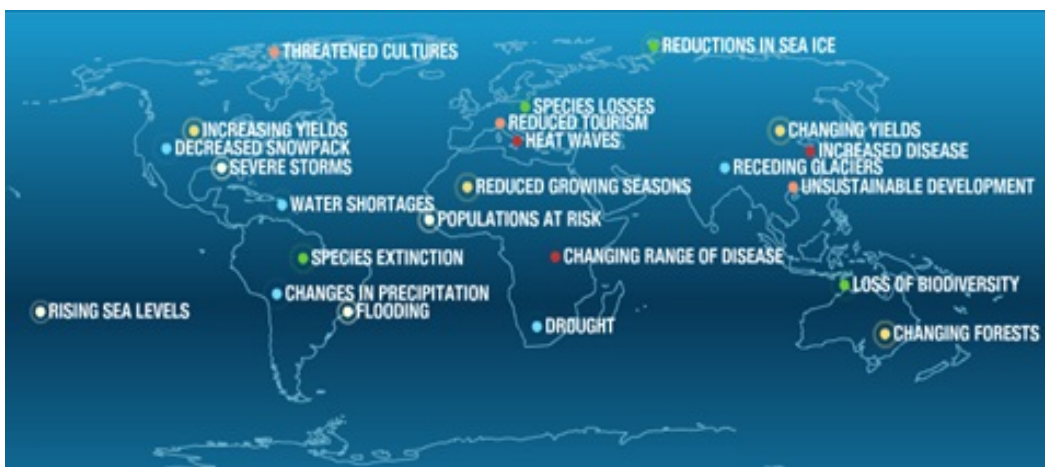 THREATENED CULTURES
REDUCTIONS IN SEA ICE
SPECIES LOSSES
REDUCED TOURISM
HEAT WAVES
INCREASING YIELDS
DECREASED SNOWPACK
SEVERE STORMS
CHANGING YIELDS
INCREASED DISEASE
RECEDING GLACIERS
UNSUSTAINABLE DEVELOPMENT
REDUCED GROWING SEASONS
WATER SHORTAGES
POPULATIONS AT RISK
SPECIES EXTINCTION
CHANGING RANGE OF DISEASE
LOSS OF BIODIVERSITY
CHANGES IN PRECIPITATION
RISING SEA LEVELS
FLOODING
DROUGHT
CHANGING FORESTS